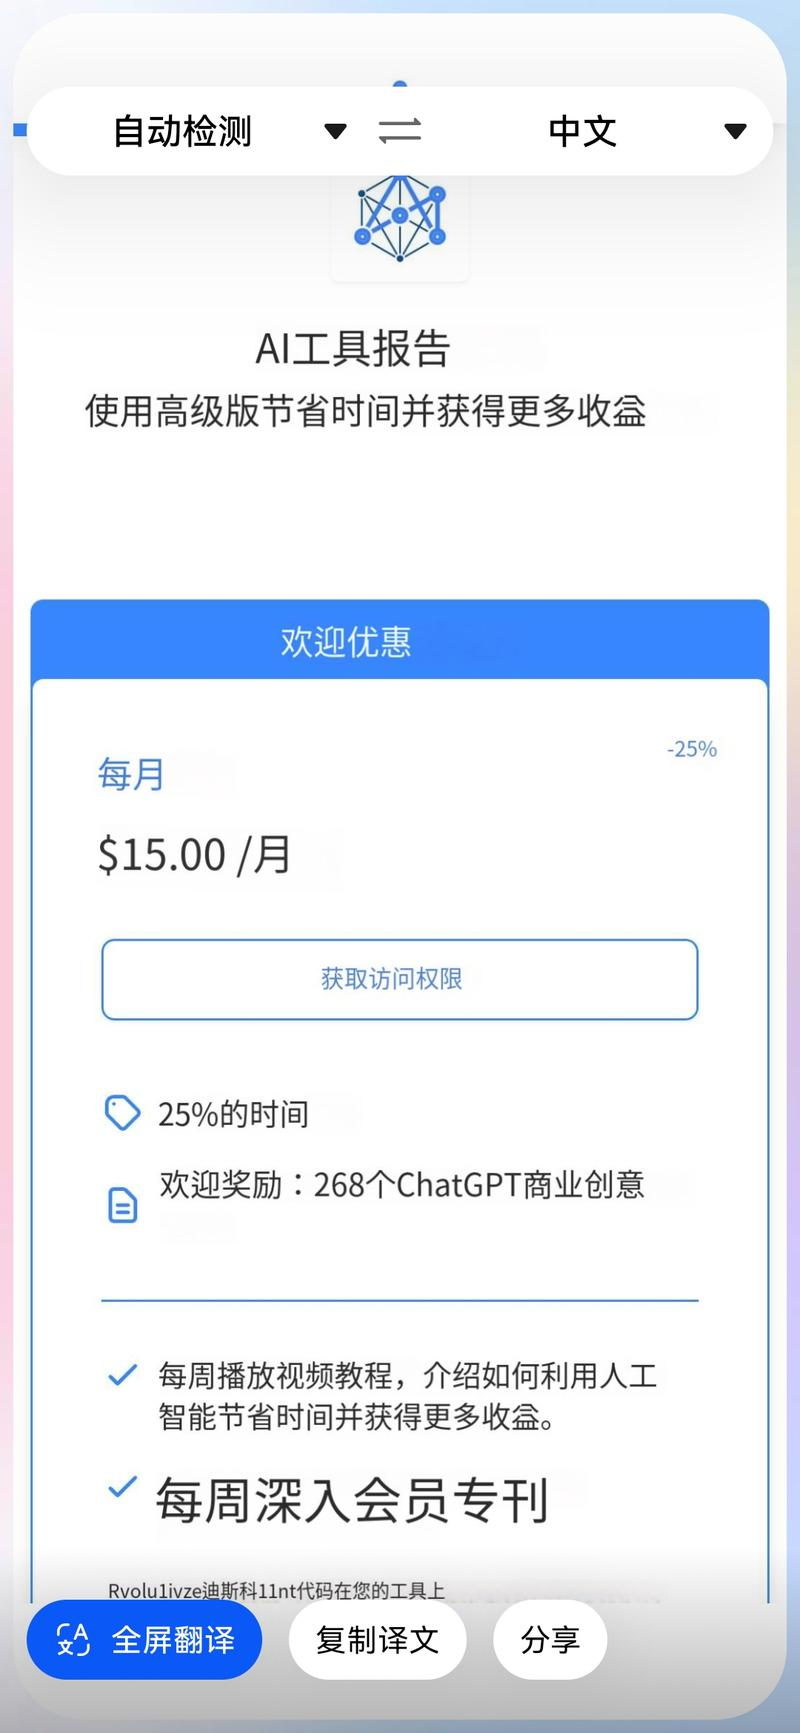 自动检测
中文
AI工具报告
使用高级版节省时间并获得更多收益
欢迎优惠
-25%
每月
$15.00 /月
获取访问权限
25%的时间
欢迎奖励：268个ChatGPT商业创意
每周播放视频教程，介绍如何利用人工
智能节省时间并获得更多收益。
每周深入会员专刊
Rvolu1ivze迪斯科11nt代码在您的工具上
全屏翻译
复制译文
分享